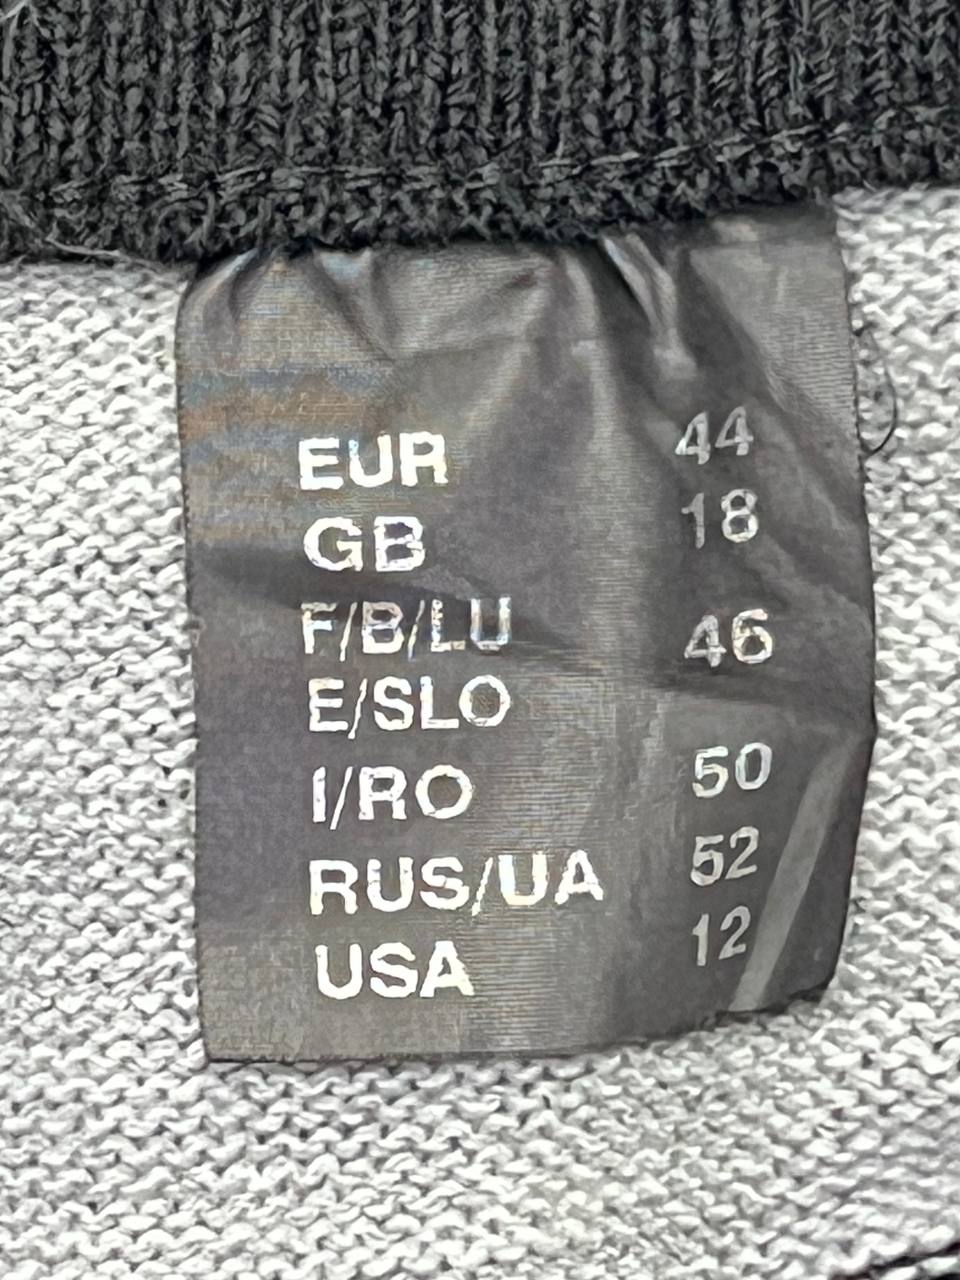 EUR 44
GB 18
F/B/LU 46
E/SLO
I/RO 50
RUS/UA 52
USA 12